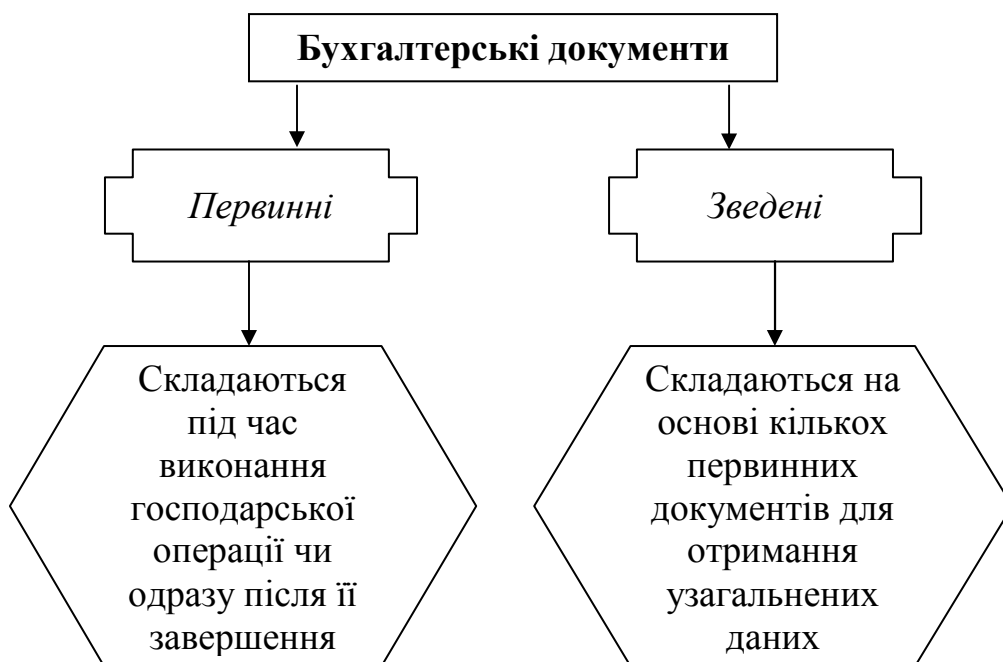 Бухгалтерські документи
Первинні
Зведені
Складаються
під час
виконання
господарської
операції чи
одразу після її
завершення
Складаються на
основі кількох
первинних
документів для
отримання
узагальнених
даних